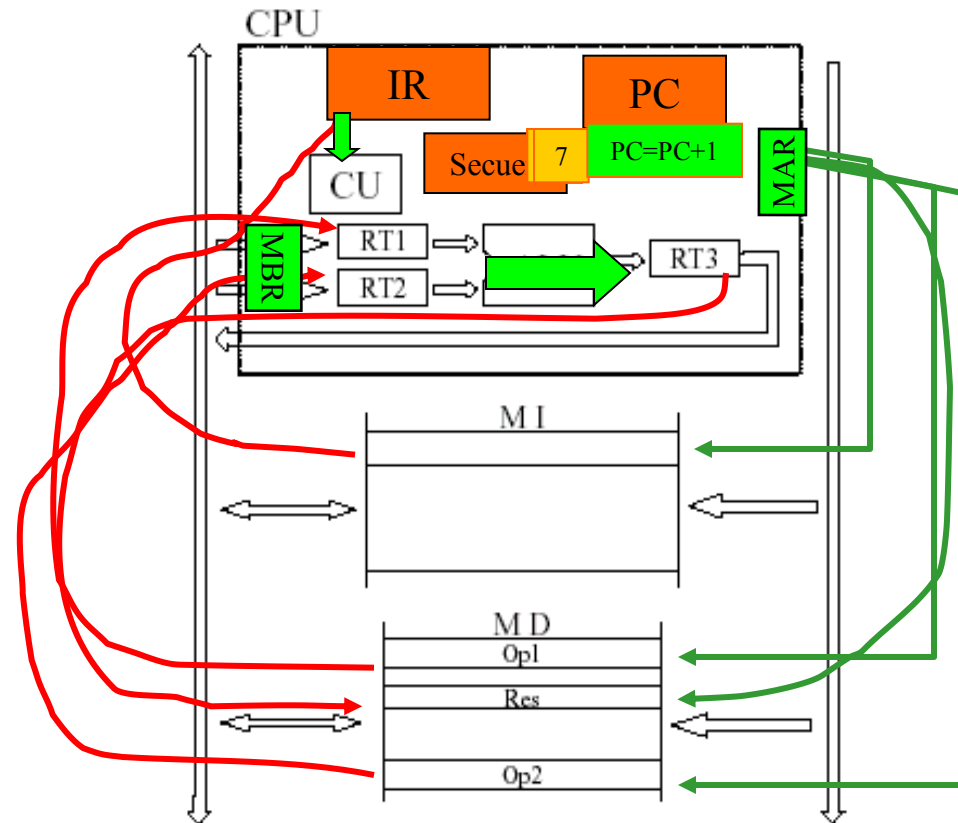 CPU
IR
PC
Secue
7
PC=PC+1
MAR
CU
MBR
RT1
RT2
RT3
M I
M D
Op1
Res
Op2